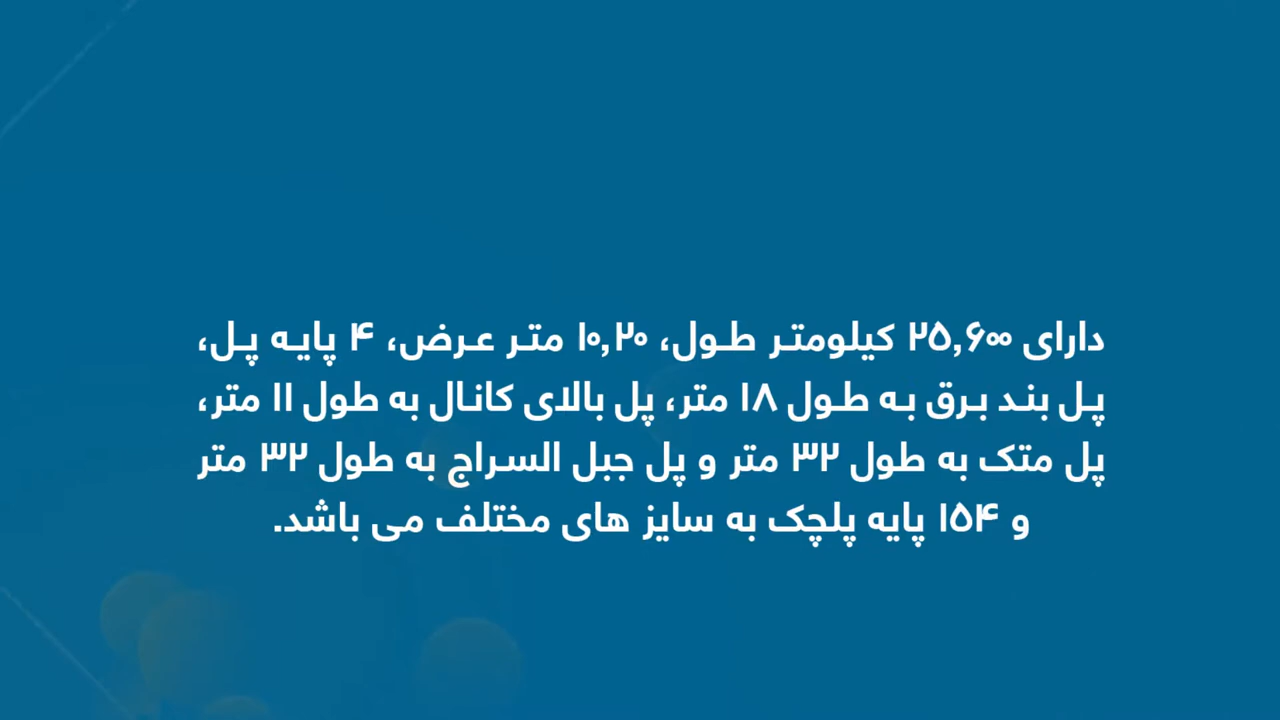 دارای ۲۵,۶۰۰ کیلومتر طول، ۱۰,۲۰ متر عرض، ۴ پایه پل،
پل بند برق به طول ۱۸ متر، پل بالای کانال به طول ۱۱ متر،
پل متک به طول ۳۲ متر و پل جبل السراج به طول ۳۲ متر
و ۱۵۴ پایه پلچک به سایز های مختلف می باشد.